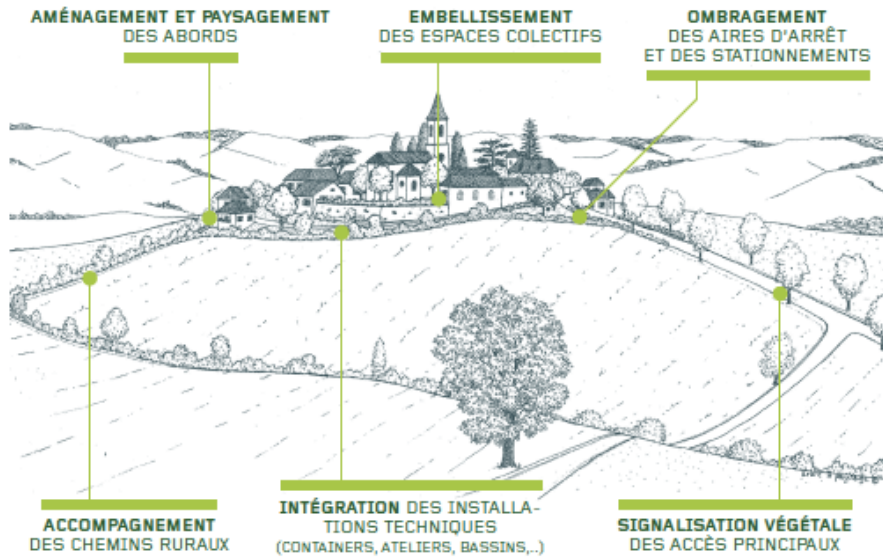 AMÉNAGEMENT ET PAYSAGEMENT
DES ABORDS
EMBELLISSEMENT
DES ESPACES COLECTIFS
OMBRAGEMENT
DES AIRES D'ARRÊT
ET DES STATIONNEMENTS
ACCOMPAGNEMENT
DES CHEMINS RURAUX
INTÉGRATION DES INSTALLA-
TIONS TECHNIQUES
(CONTAINERS, ATELIERS, BASSINS,..)
SIGNALISATION VÉGÉTALE
DES ACCÈS PRINCIPAUX